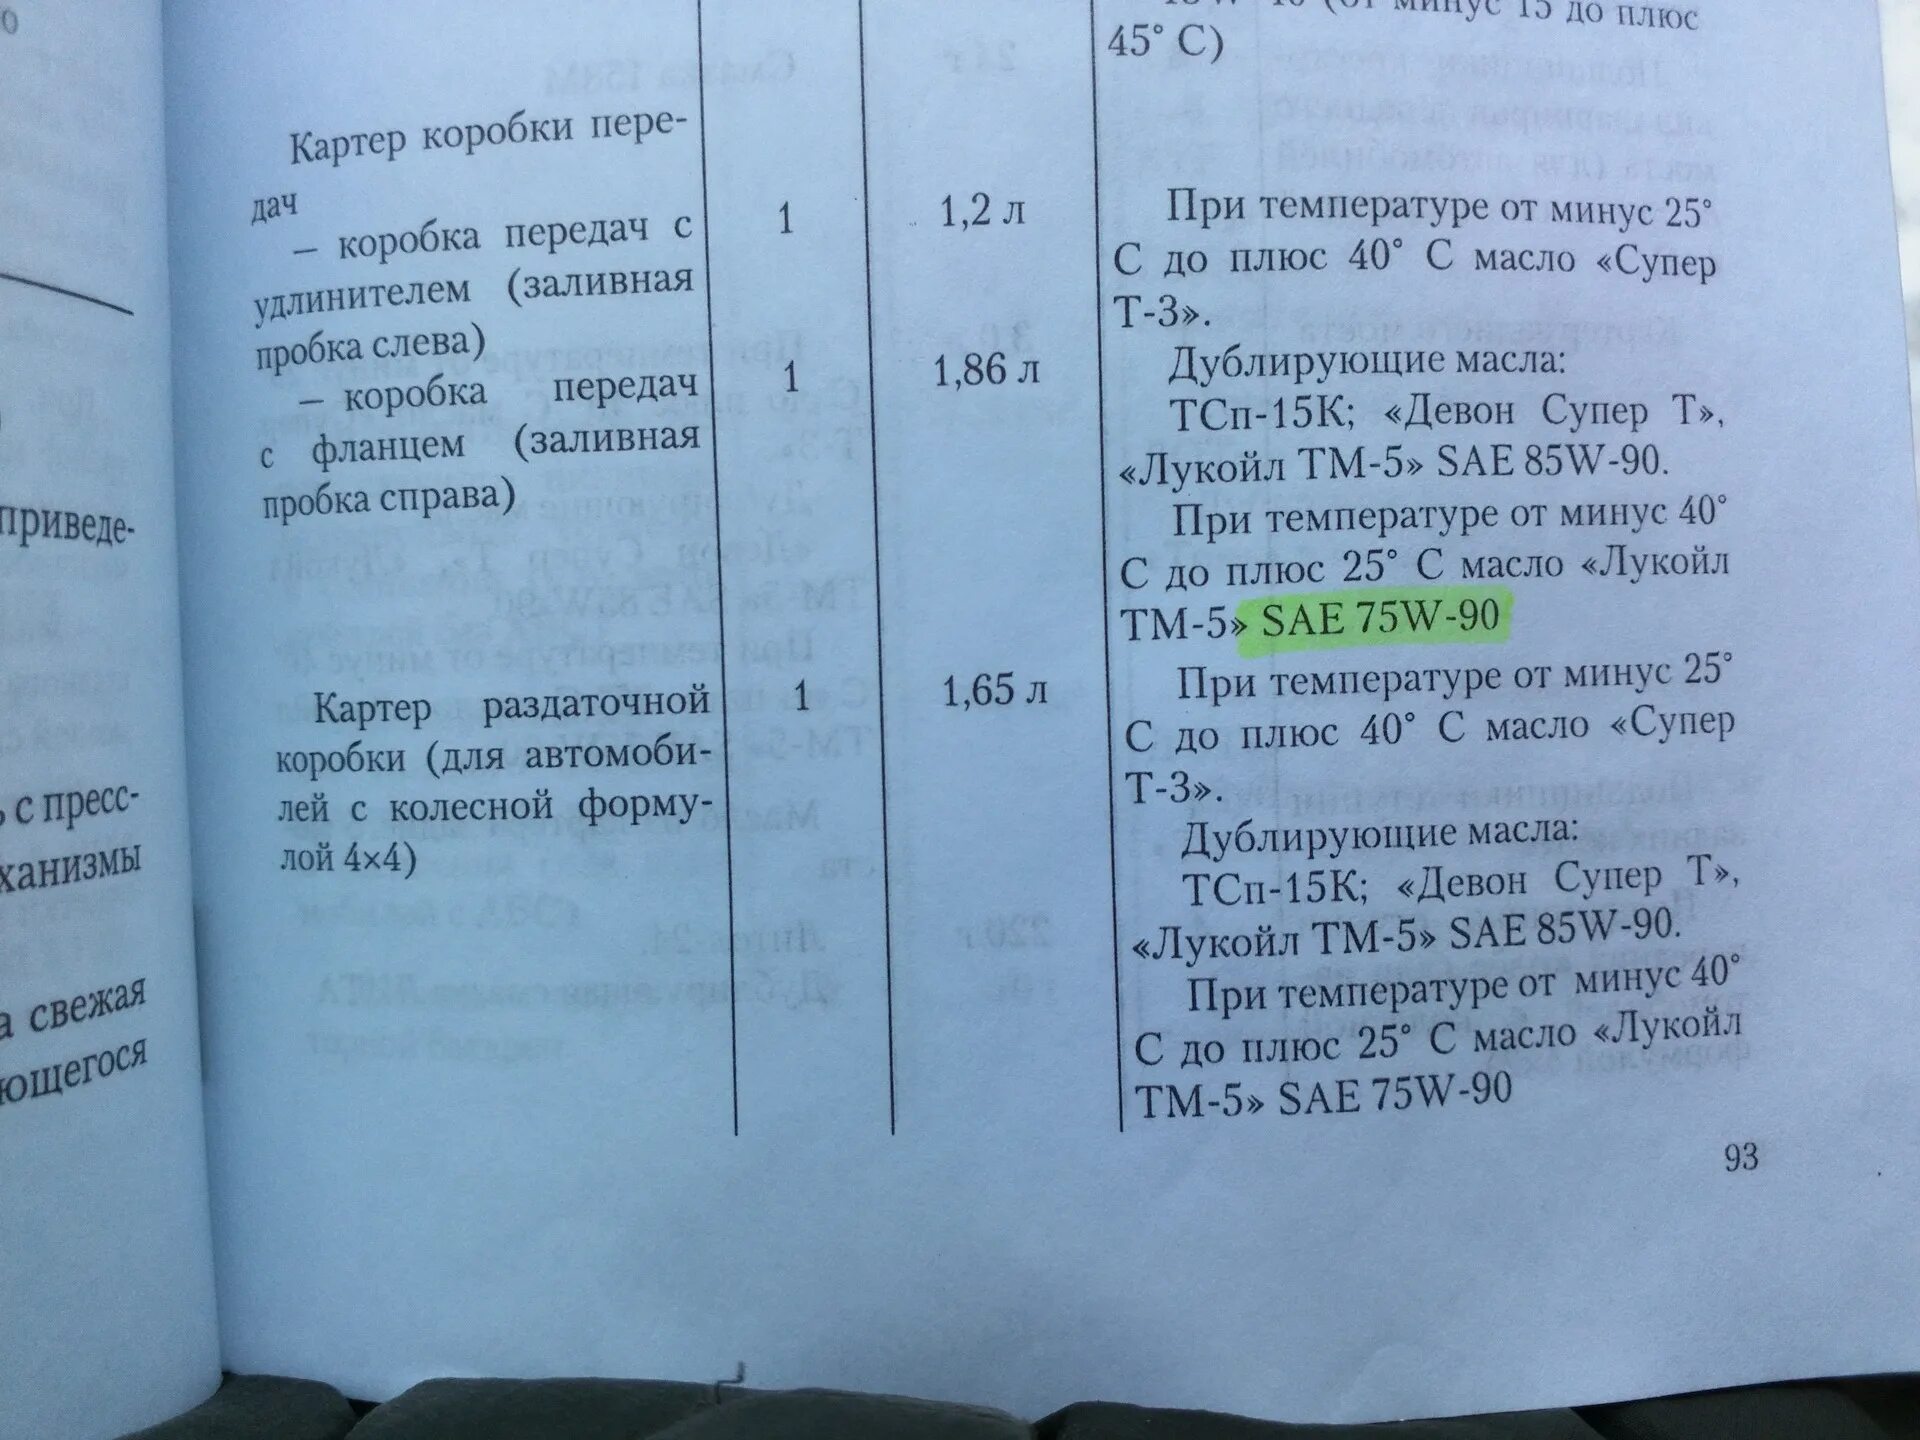 45° С)
Картер коробки пере-
дач
– коробка передач с
удлинителем (заливная
пробка слева)
1
1,2 л
– коробка передач
с фланцем (заливная
пробка справа)
1
1,86 л
При температуре от минус 25°
С до плюс 40° С масло «Супер
Т-3».
Дублирующие масла:
ТСп-15К; «Девон Супер Т»,
«Лукойл ТМ-5» SAE 85W-90.
При температуре от минус 40°
С до плюс 25° С масло «Лукойл
ТМ-5» SAE 75W-90
Картер раздаточной
коробки (для автомоби-
лей с колесной форму-
лой 4×4)
1
1,65 л
При температуре от минус 25°
С до плюс 40° С масло «Супер
Т-3».
Дублирующие масла:
ТСп-15К; «Девон Супер Т»,
«Лукойл ТМ-5» SAE 85W-90.
При температуре от минус 40°
С до плюс 25° С масло «Лукойл
ТМ-5» SAE 75W-90
93
приведе-
с пресс-
ханизмы
а свежая
ющегося